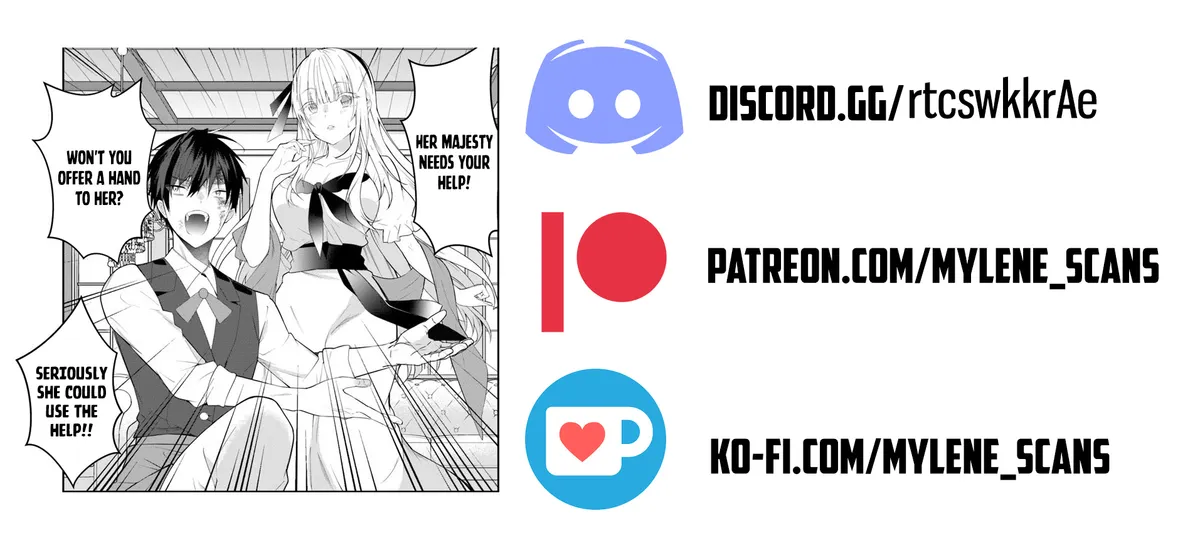 HER MAJESTY
NEEDS YOUR
HELP!
WON'T YOU
OFFER A HAND
TO HER?
SERIOUSLY
SHE COULD
USE THE
HELP!!
DISCORD.GG/rtcswkkrAe
PATREON.COM/MYLENE_SCANS
KO-FI.COM/MYLENE_SCANS